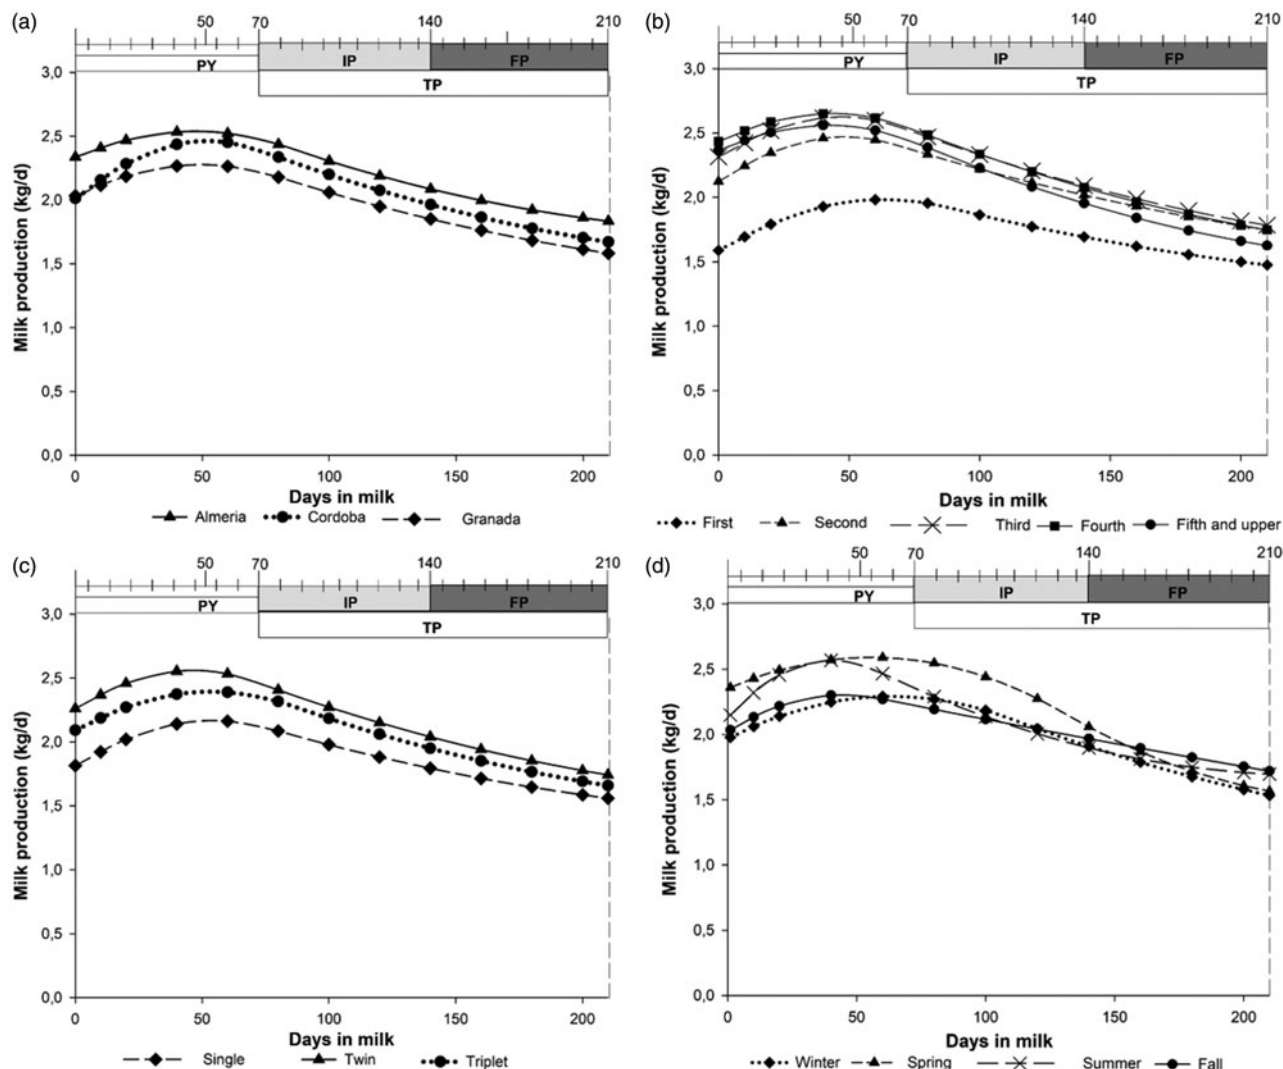 (a)
0 50 70 140 210
PY IP FP
TP
3,0
2,5
2,0
1,5
1,0
0,5
0,0
Milk production (kg/d)
0 50 100 150 200
Days in milk
Almeria Cordoba Granada
(b)
0 50 70 140 210
PY IP FP
TP
3,0
2,5
2,0
1,5
1,0
0,5
0,0
Milk production (kg/d)
0 50 100 150 200
Days in milk
First Second Third Fourth Fifth and upper
(c)
0 50 70 140 210
PY IP FP
TP
3,0
2,5
2,0
1,5
1,0
0,5
0,0
Milk production (kg/d)
0 50 100 150 200
Days in milk
Single Twin Triplet
(d)
0 50 70 140 210
PY IP FP
TP
3,0
2,5
2,0
1,5
1,0
0,5
0,0
Milk production (kg/d)
0 50 100 150 200
Days in milk
Winter Spring Summer Fall